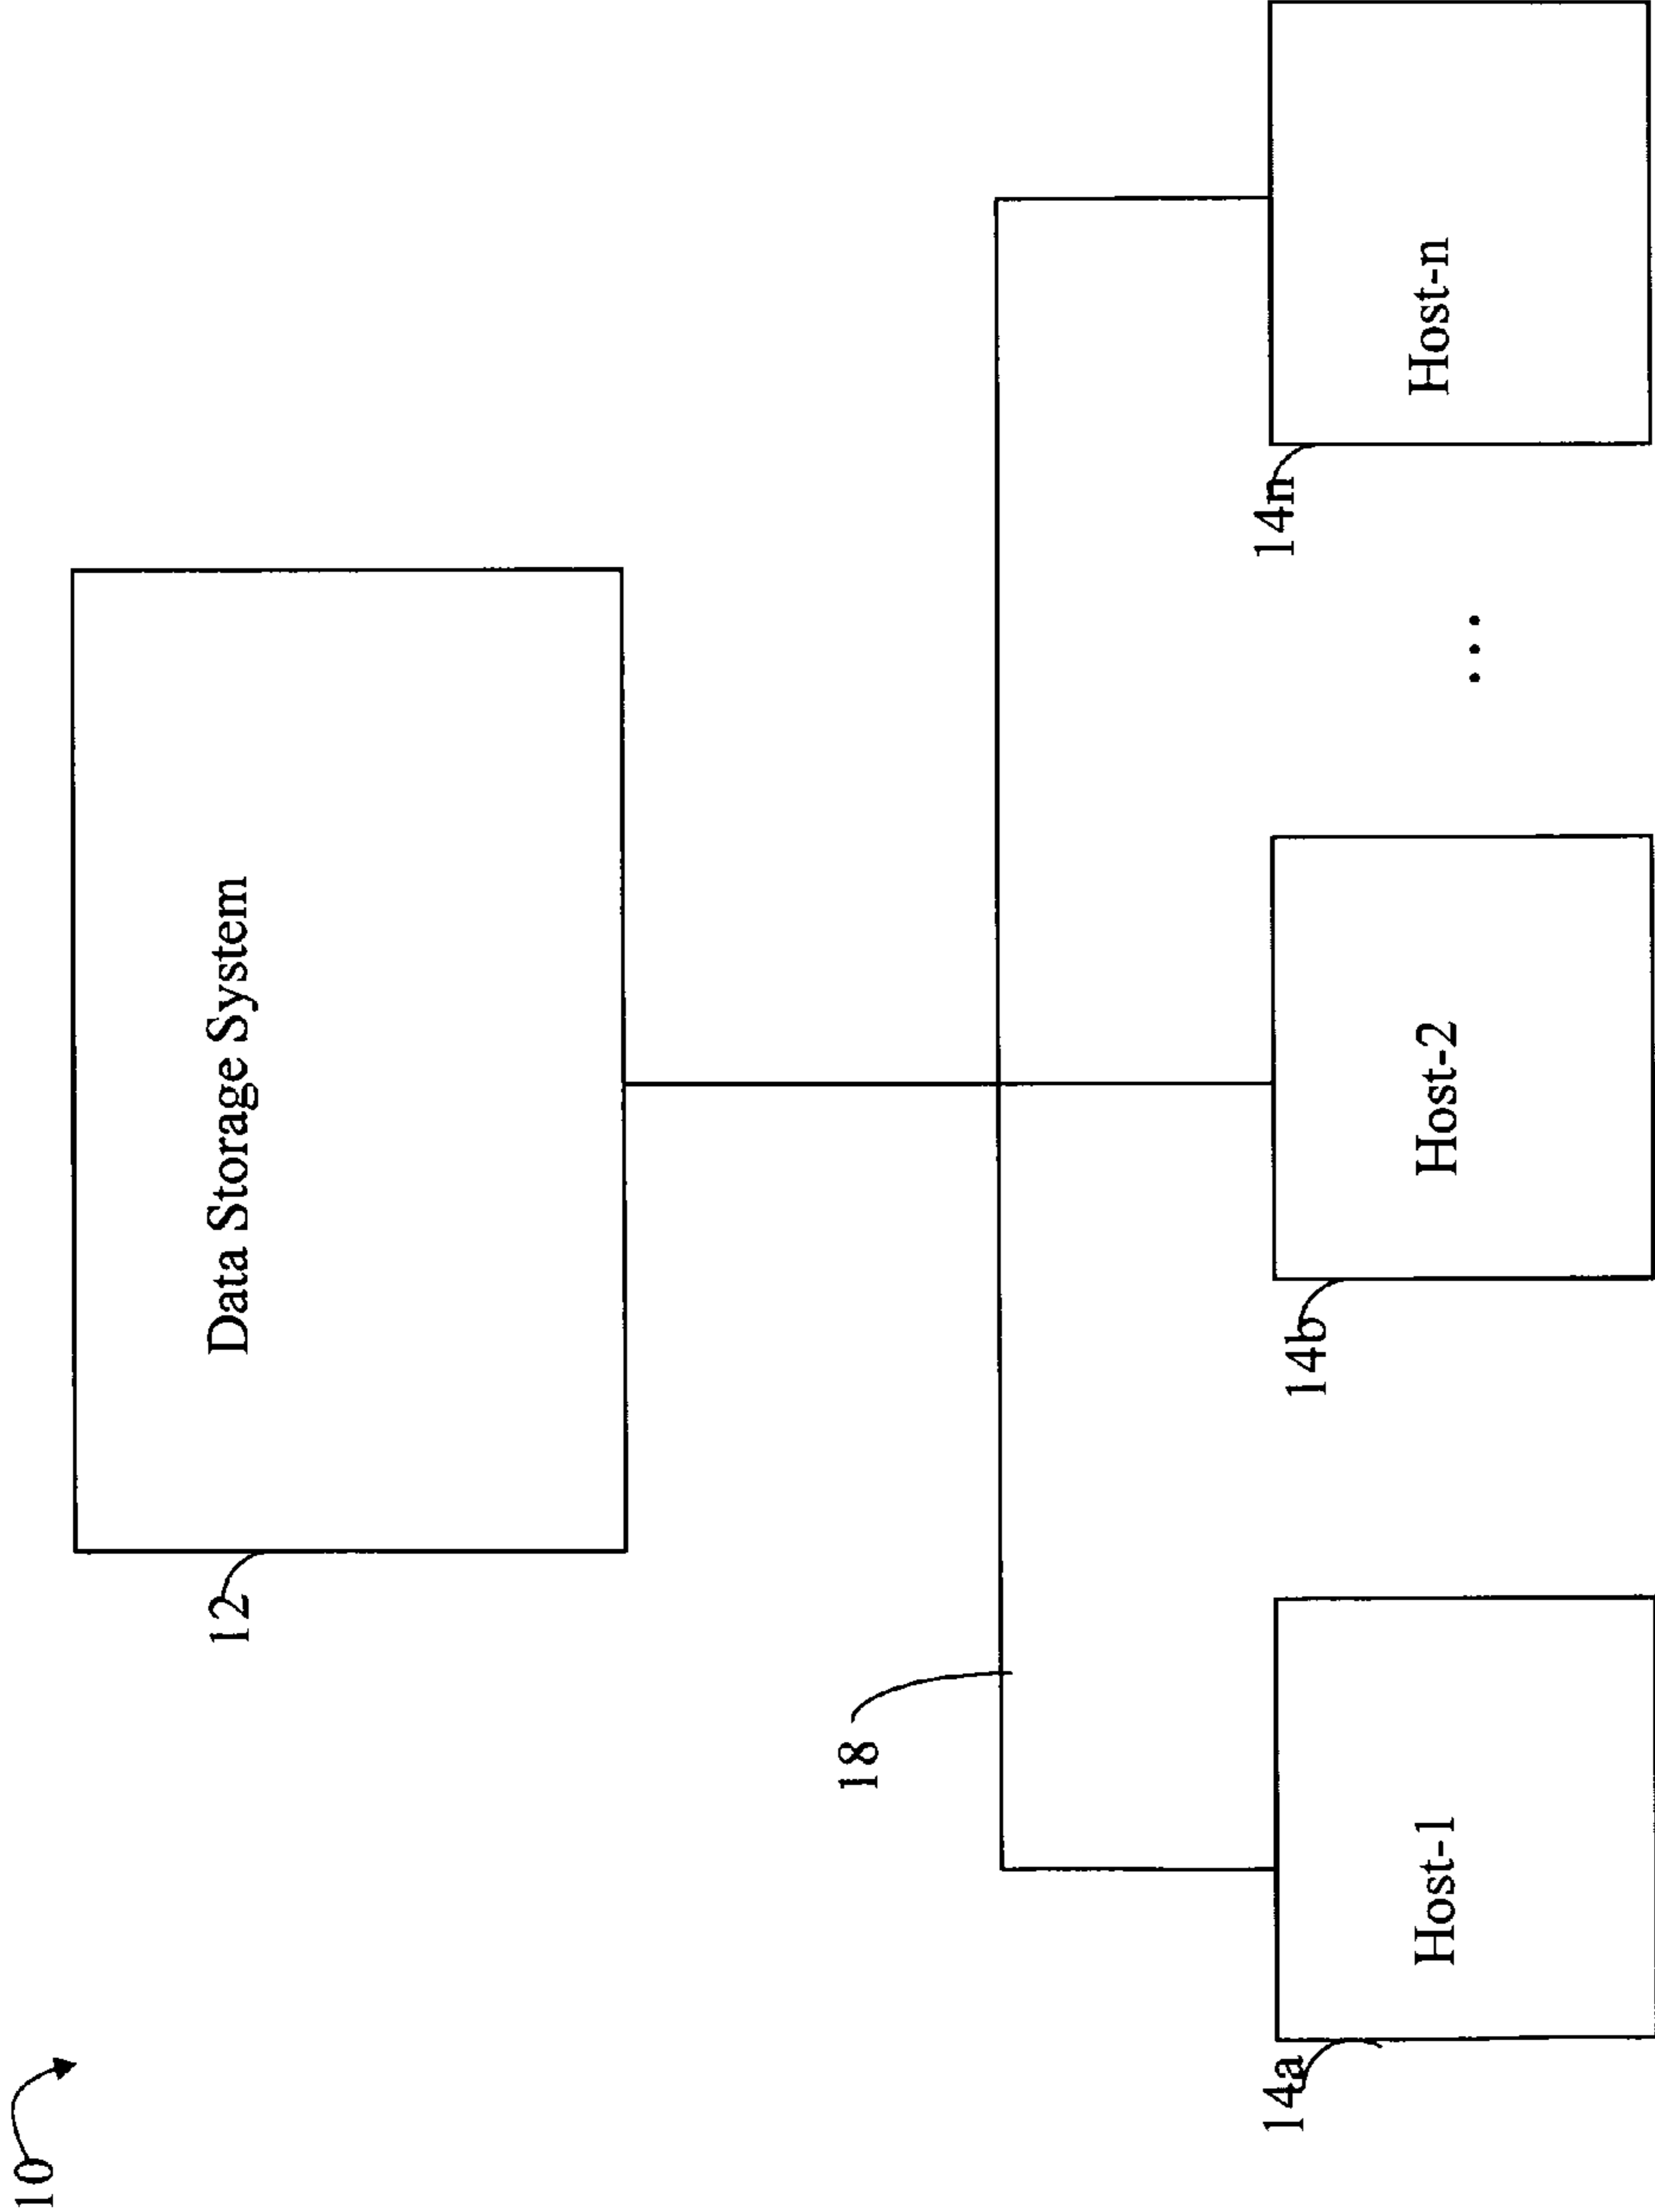 10
12
Data Storage System
18
14a
Host-1
14b
Host-2
...
14n
Host-n